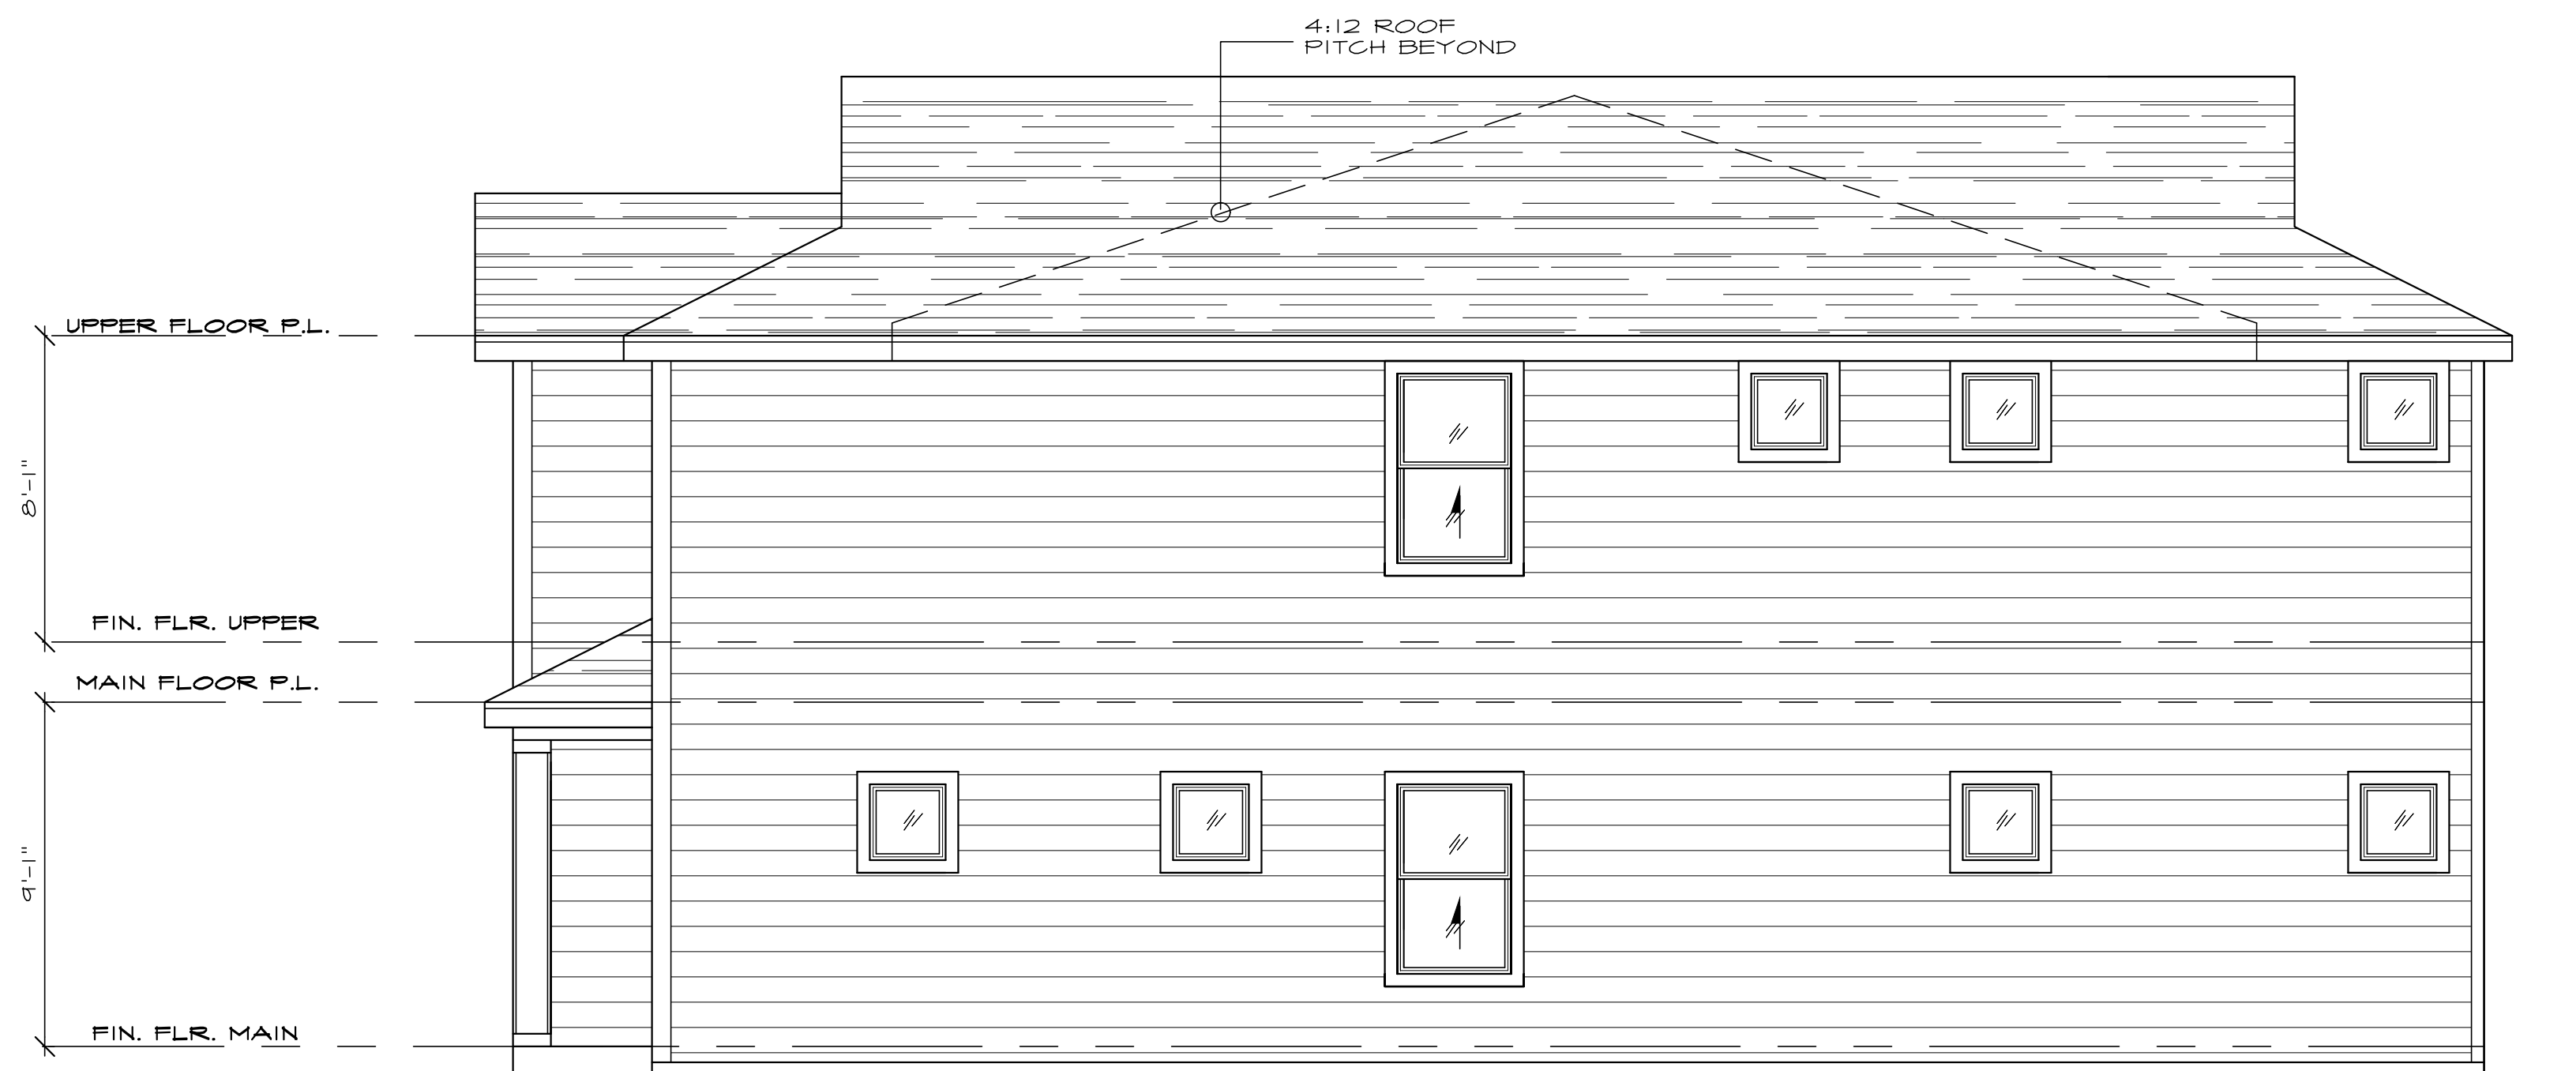 4:12 ROOF
PITCH BEYOND
UPPER FLOOR P.L.
8'-1"
FIN. FLR. UPPER
MAIN FLOOR P.L.
9'-1"
FIN. FLR. MAIN